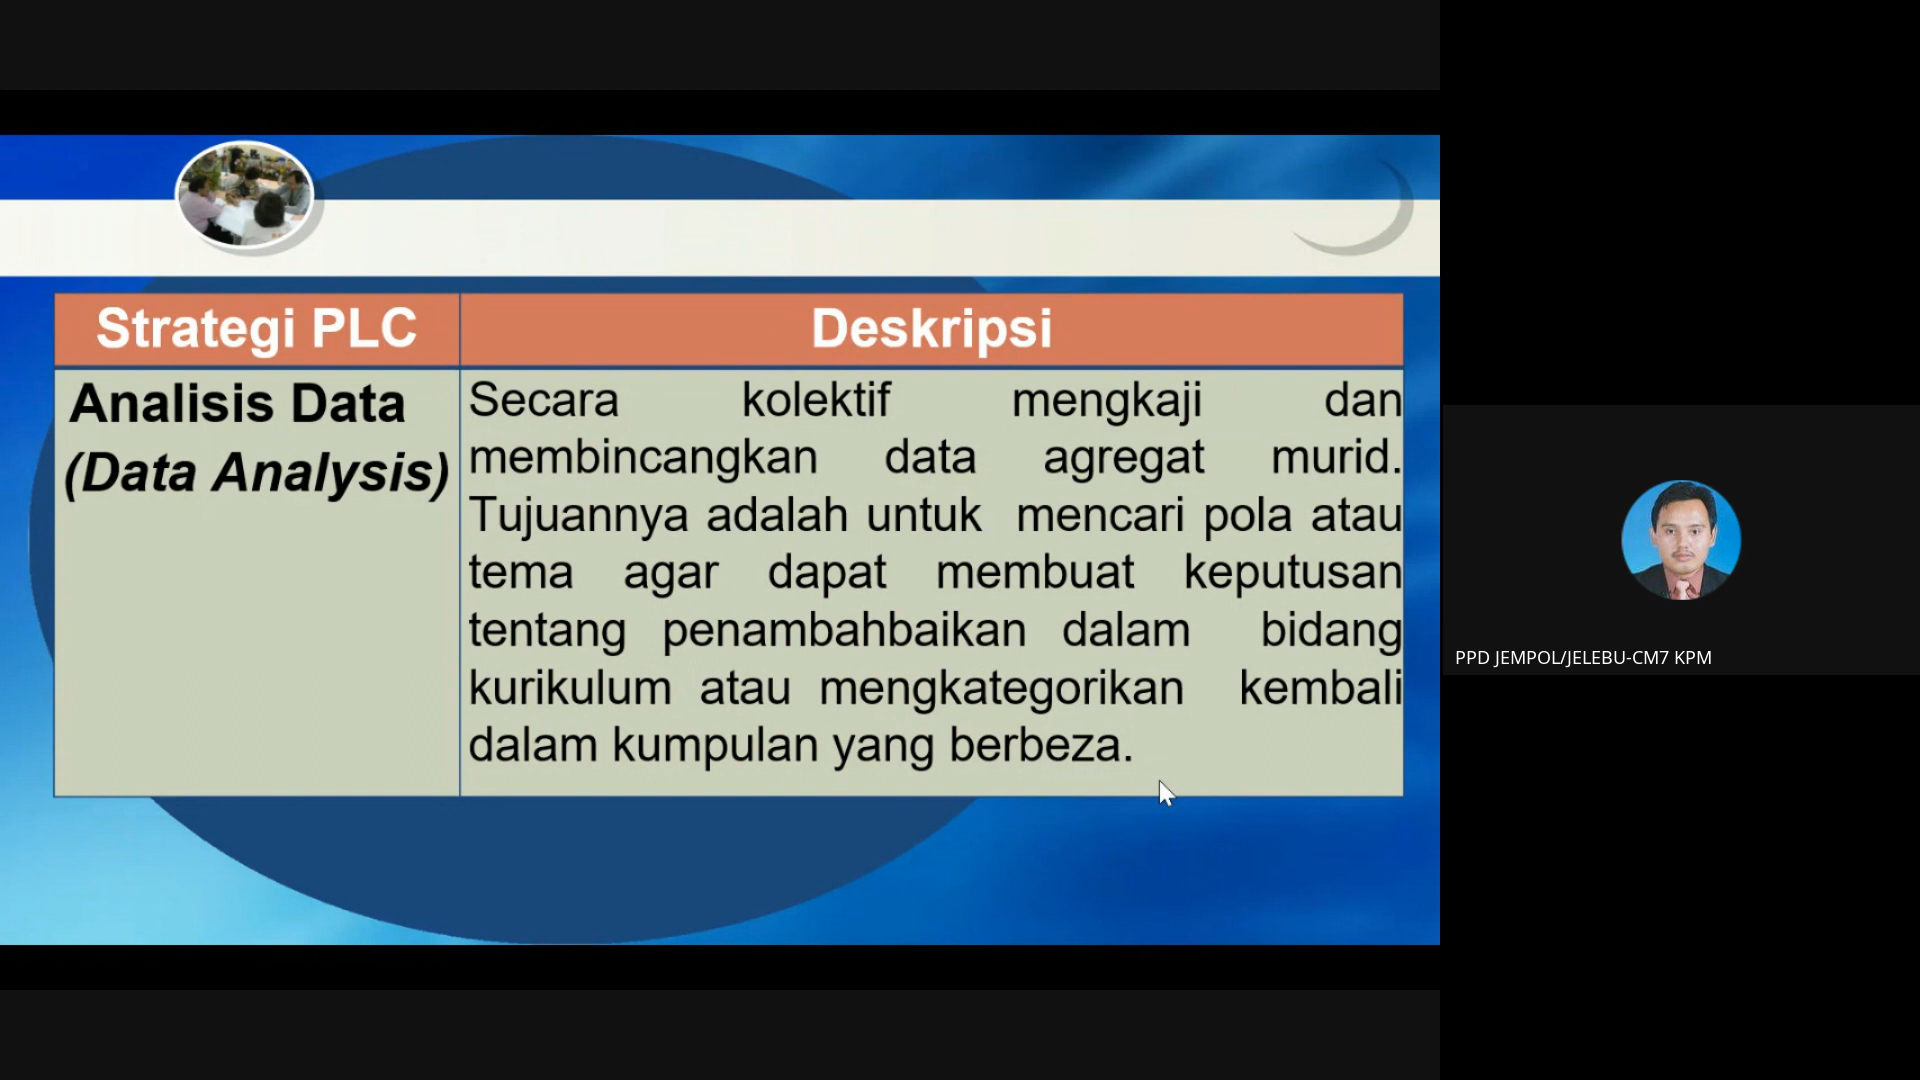 Strategi PLC
Deskripsi
Analisis Data
(Data Analysis)
Secara kolektif mengkaji dan
membincangkan data agregat murid.
Tujuannya adalah untuk mencari pola atau
tema agar dapat membuat keputusan
tentang penambahbaikan dalam bidang
kurikulum atau mengkategorikan kembali
dalam kumpulan yang berbeza.
PPD JEMPOL/JELEBU-CM7 KPM